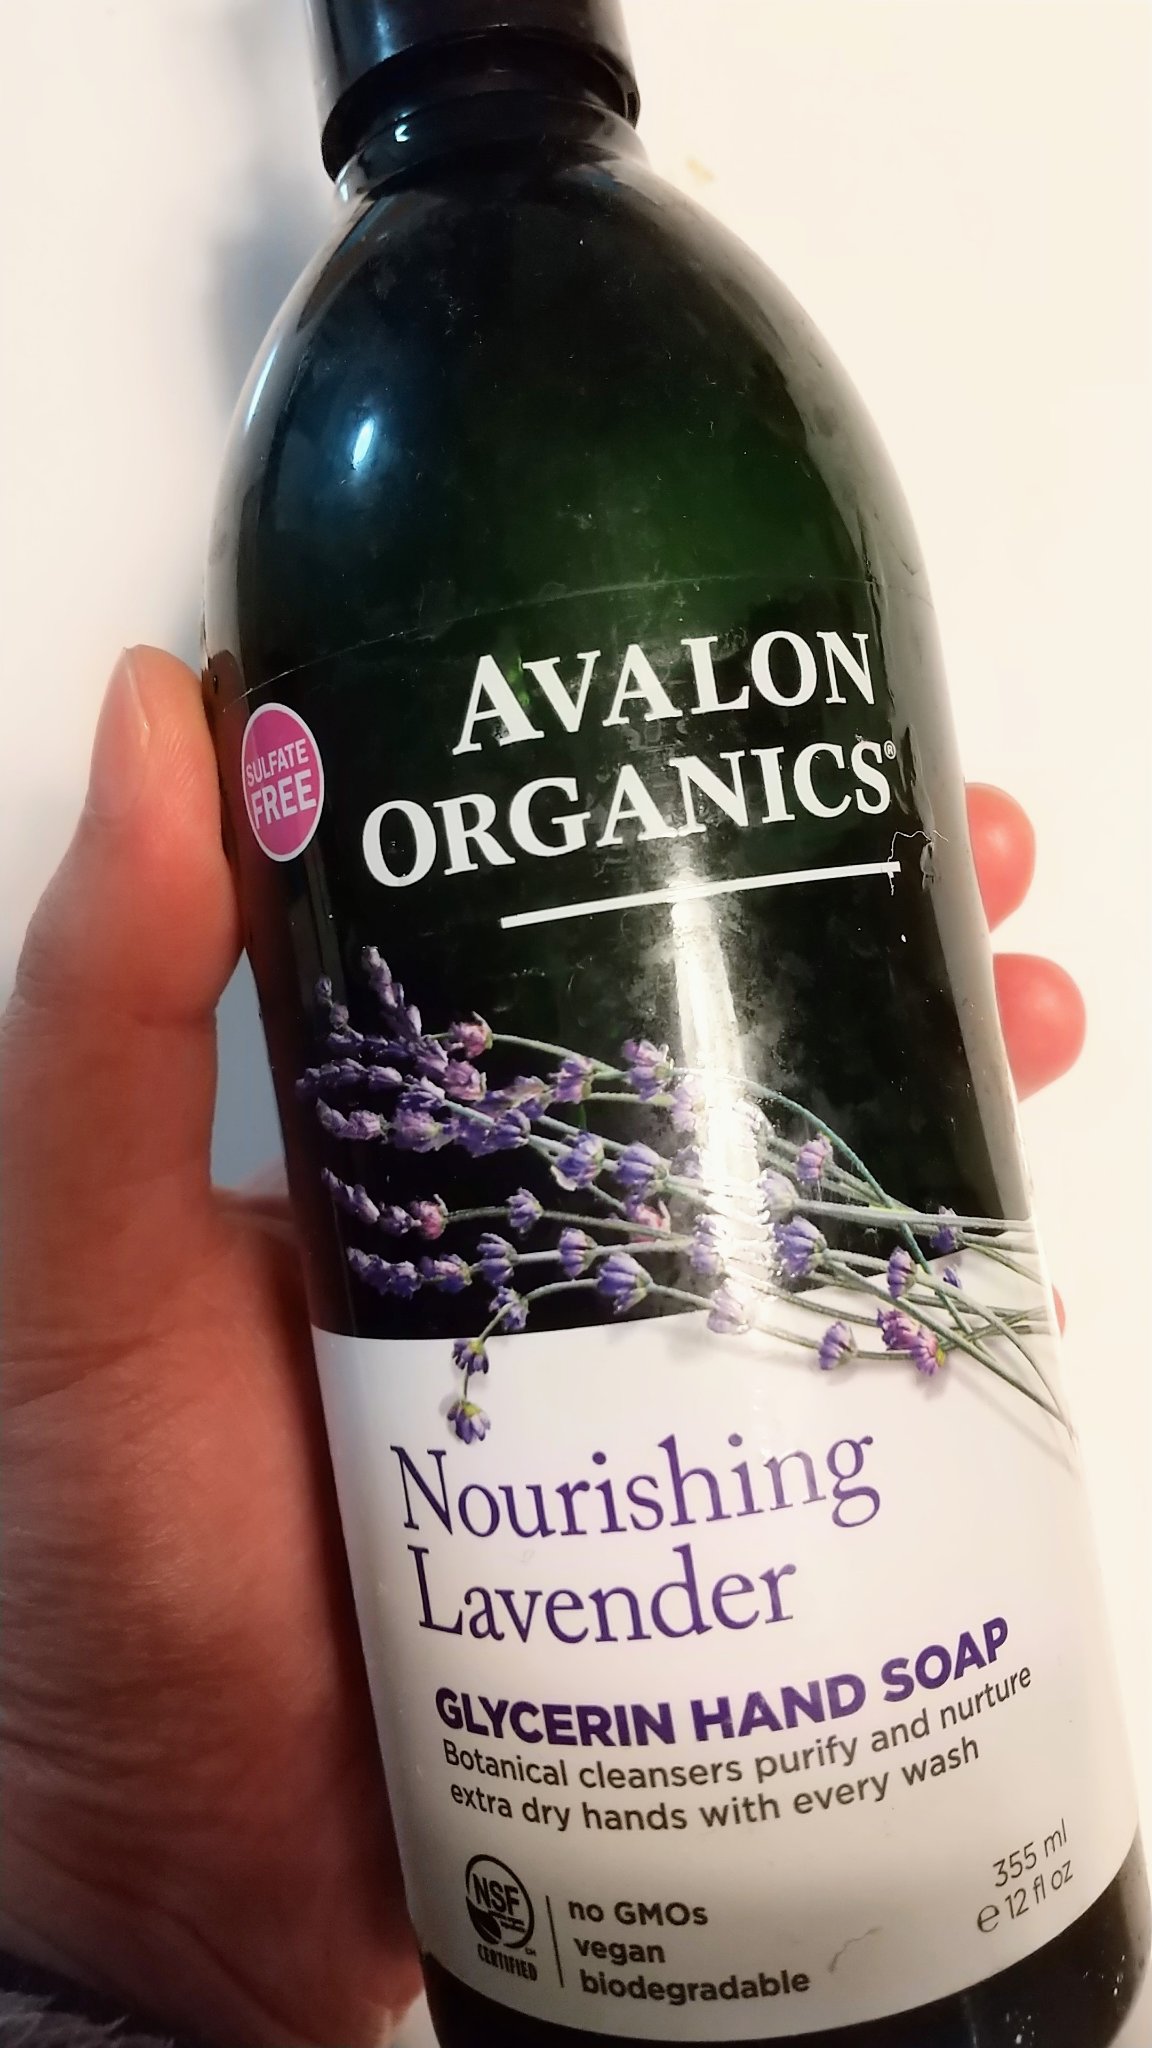 AVALON
ORGANICS®
SULFATE
FREE
Nourishing
Lavender
GLYCERIN HAND SOAP
Botanical cleansers purify and nurture
extra dry hands with every wash
NSF
CERTIFIED
no GMOs
vegan
biodegradable
355 ml
e 12 fl oz